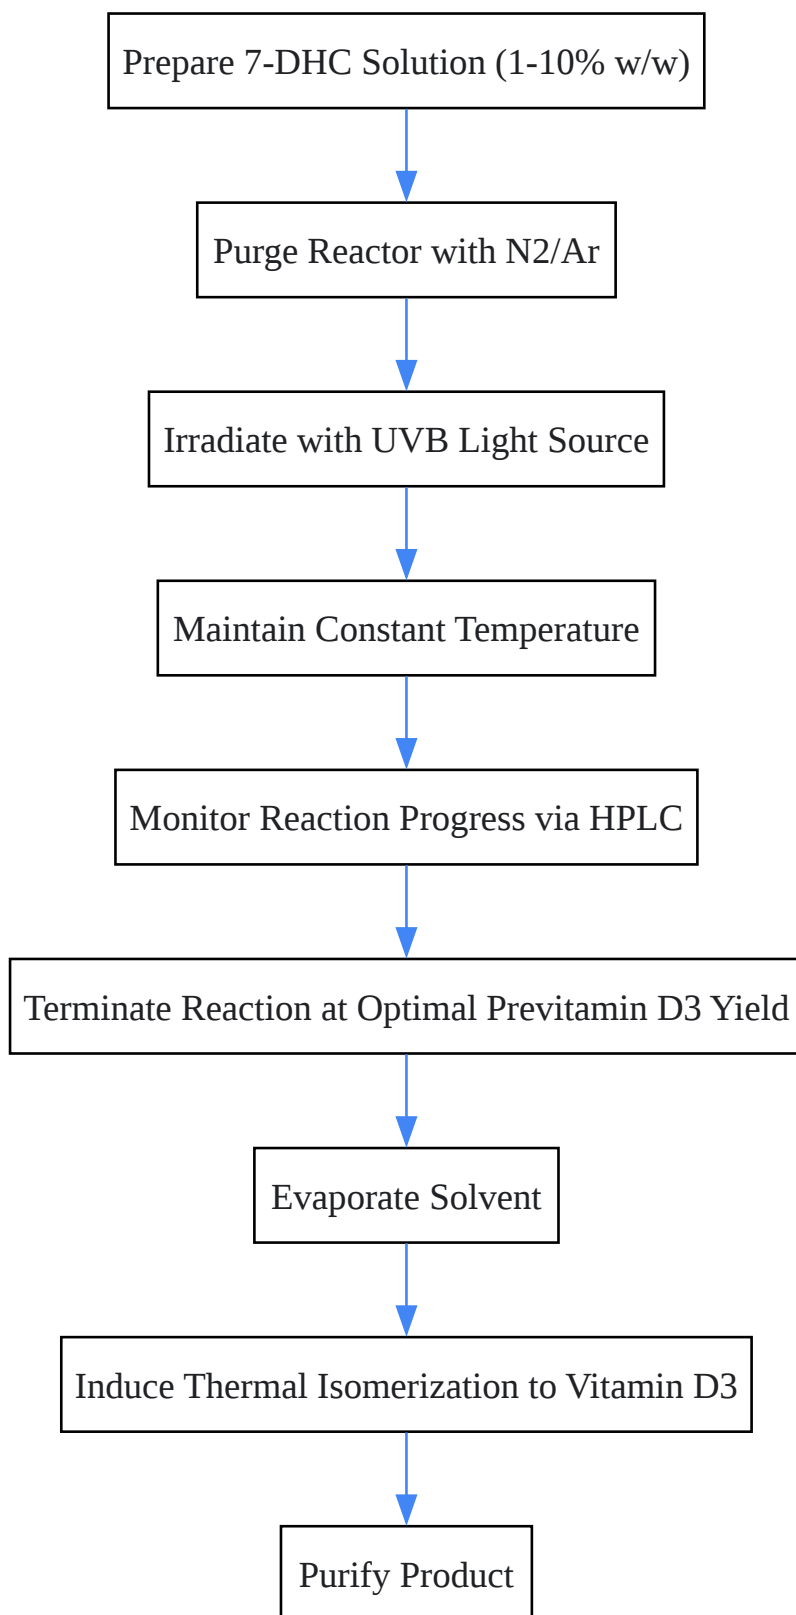 Prepare 7-DHC Solution (1-10% w/w)
Purge Reactor with N2/Ar
Irradiate with UVB Light Source
Maintain Constant Temperature
Monitor Reaction Progress via HPLC
Terminate Reaction at Optimal Previtamin D3 Yield
Evaporate Solvent
Induce Thermal Isomerization to Vitamin D3
Purify Product